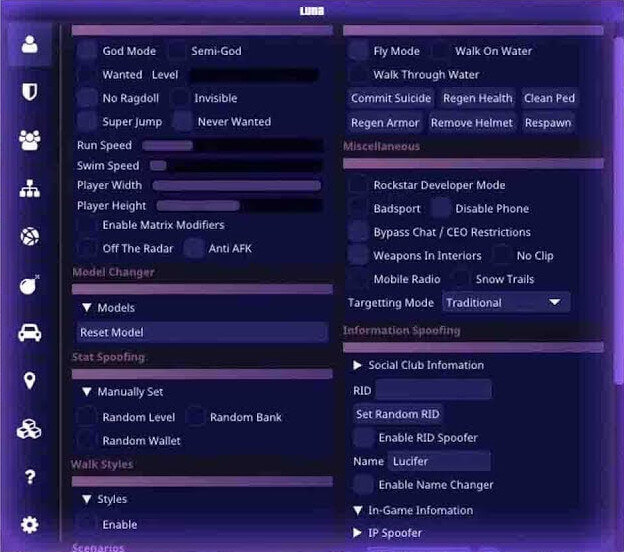 Luna
God Mode Semi-God
Wanted Level
No Ragdoll Invisible
Super Jump Never Wanted
Run Speed
Swim Speed
Player Width
Player Height
Enable Matrix Modifiers
Off The Radar Anti AFK
Model Changer
Models
Reset Model
Stat Spoofing
Manually Set
Random Level Random Bank
Random Wallet
Walk Styles
Styles
Enable
Scenarios
Fly Mode Walk On Water
Walk Through Water
Commit Suicide Regen Health Clean Ped
Regen Armor Remove Helmet Respawn
Miscellaneous
Rockstar Developer Mode
Badsport Disable Phone
Bypass Chat / CEO Restrictions
Weapons In Interiors No Clip
Mobile Radio Snow Trails
Targetting Mode Traditional
Information Spoofing
Social Club Infomation
RID
Set Random RID
Enable RID Spoofer
Name Lucifer
Enable Name Changer
In-Game Infomation
IP Spoofer